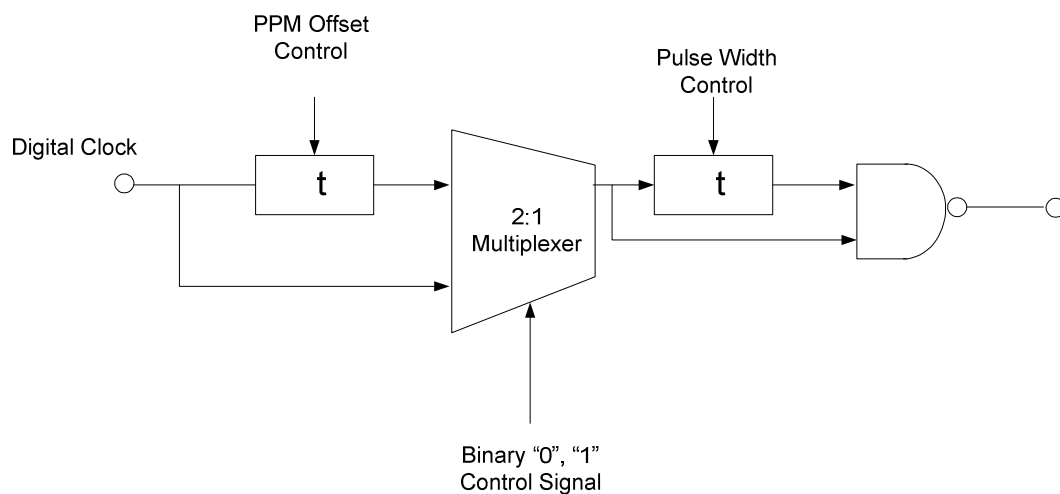 PPM Offset
Control
Pulse Width
Control
Digital Clock
t
t
2:1
Multiplexer
Binary “0”, “1”
Control Signal